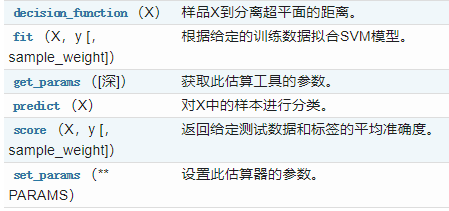 decision_function（X） 样品X到分离超平面的距离。
fit（X，y [， 根据给定的训练数据拟合SVM模型。
sample_weight]）
get_params（[深]） 获取此估算工具的参数。
predict（X） 对X中的样本进行分类。
score（X，y [， 返回给定测试数据和标签的平均准确度。
sample_weight]）
set_params（** 设置此估算器的参数。
PARAMS）